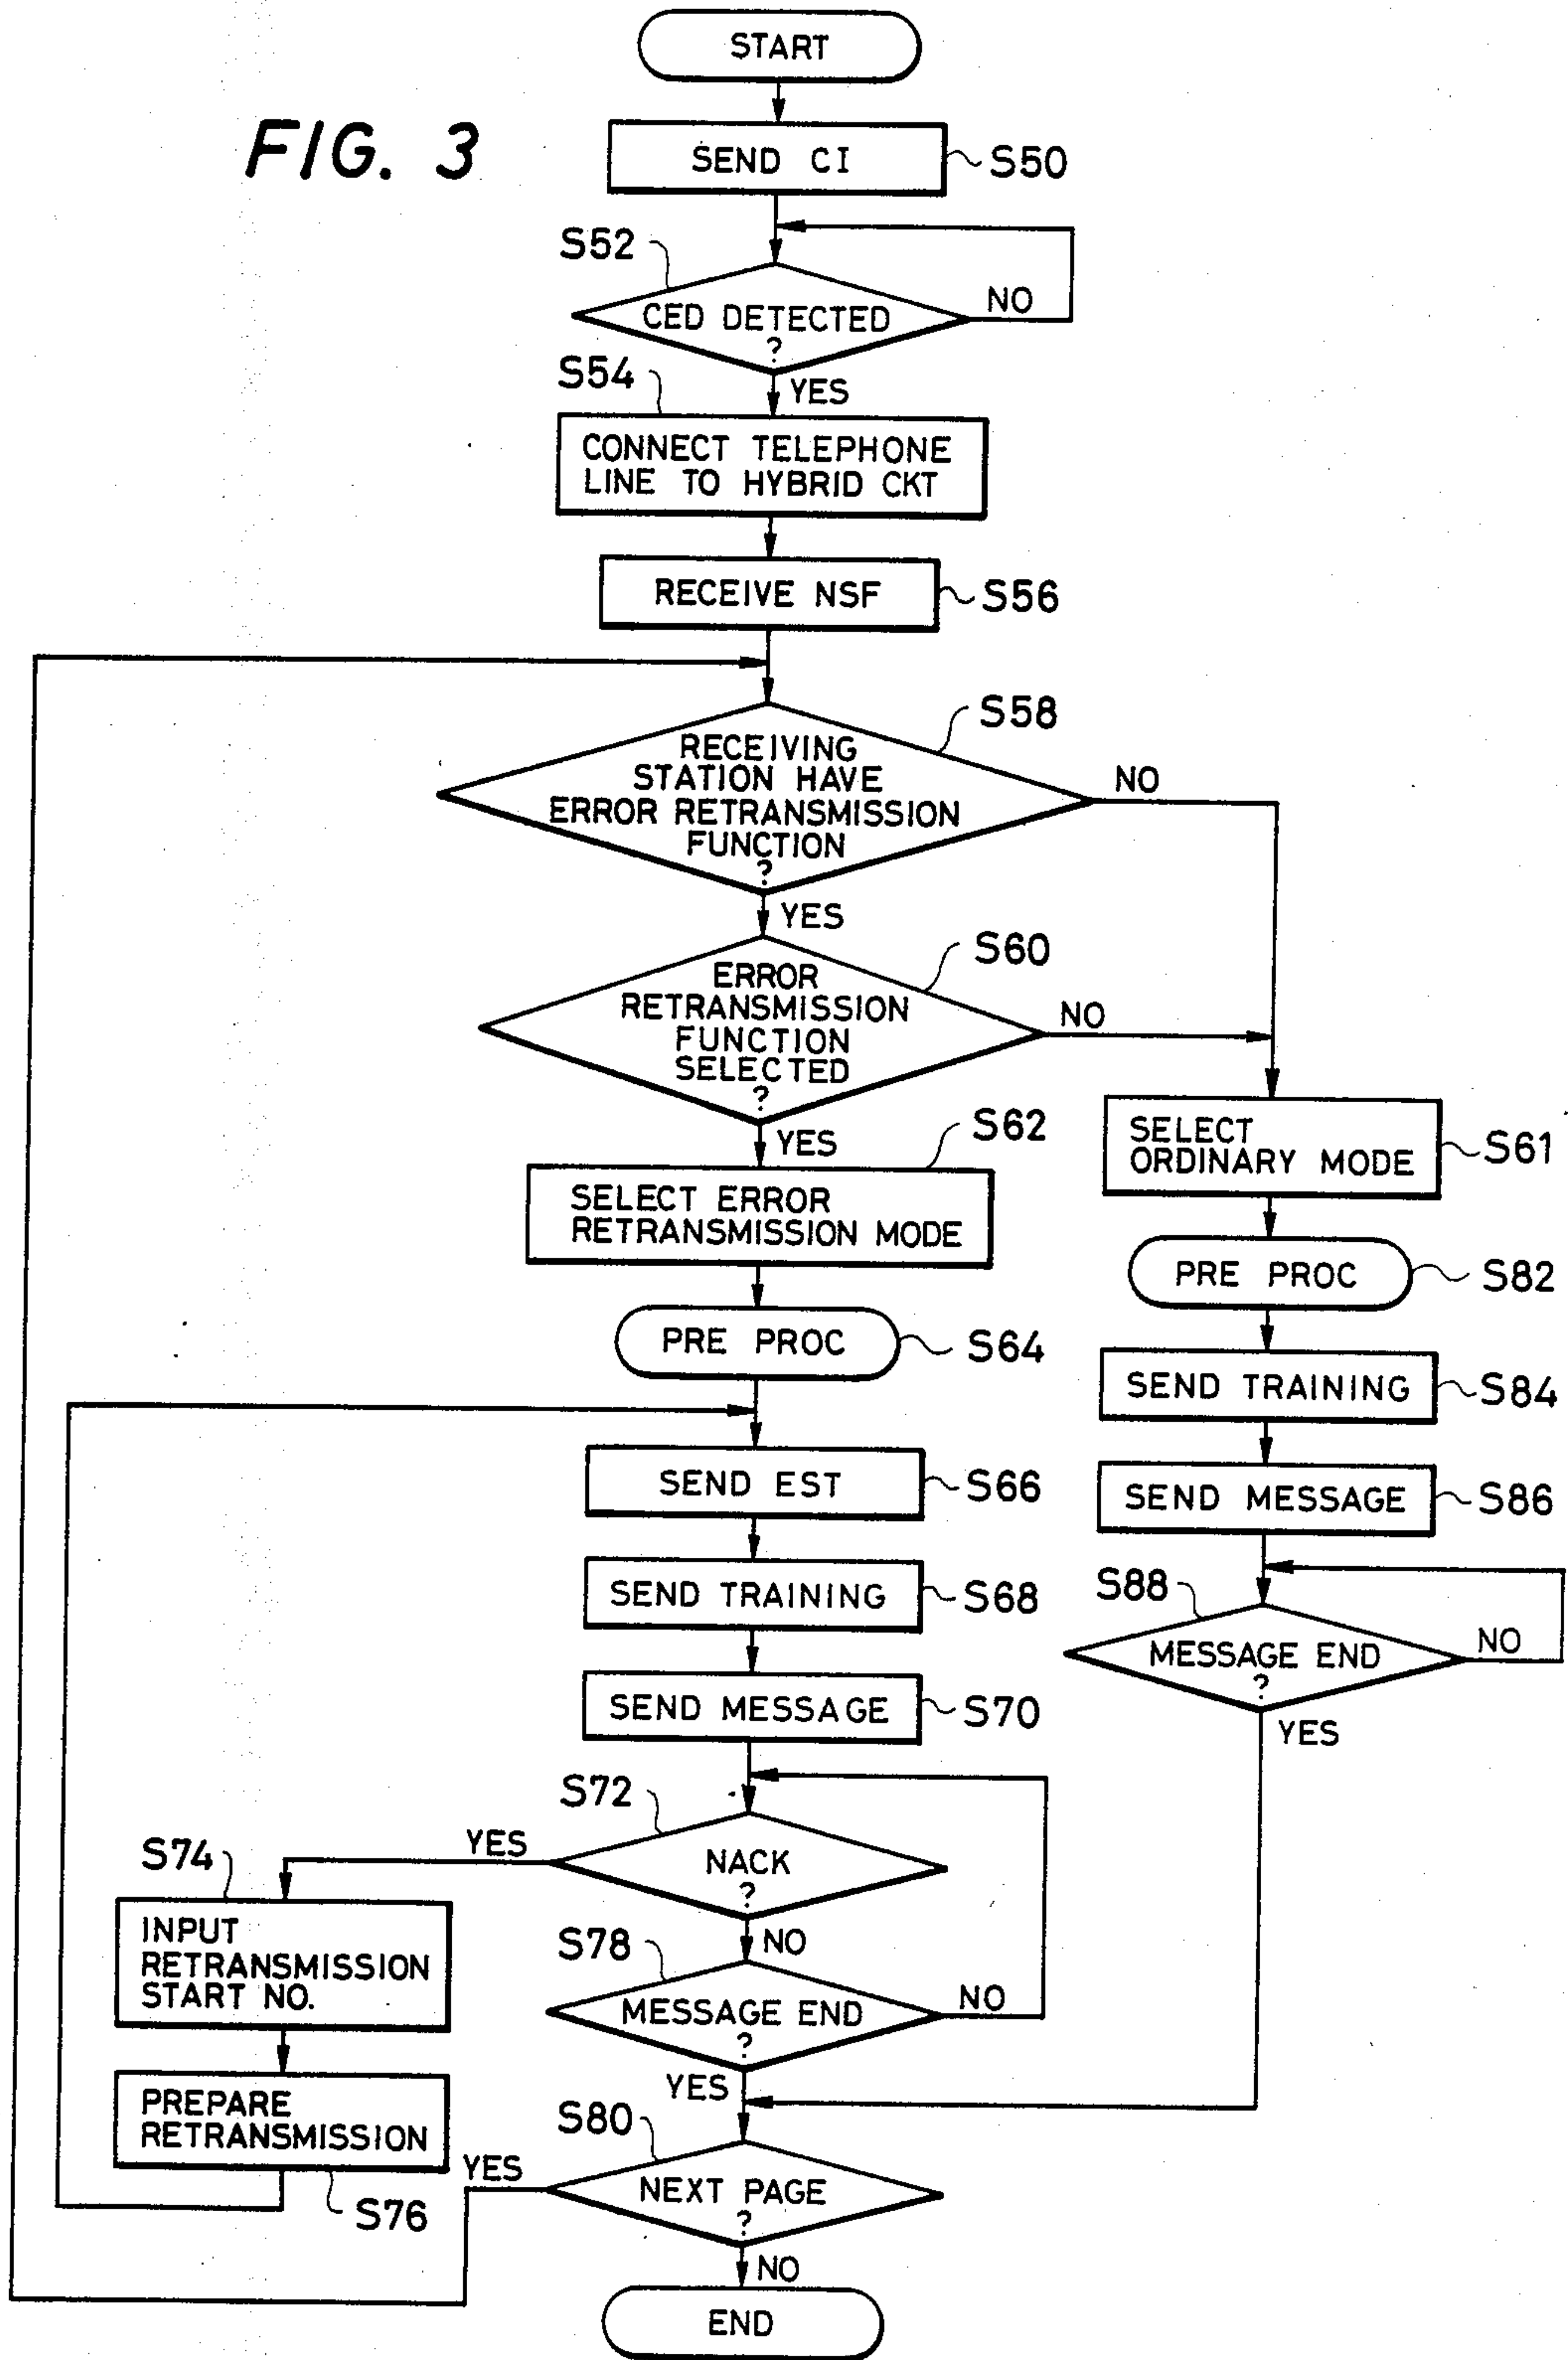 START
FIG. 3
SEND CI
S50
S52
CED DETECTED
?
NO
YES
S54
CONNECT TELEPHONE
LINE TO HYBRID CKT
RECEIVE NSF
S56
S58
RECEIVING
STATION HAVE
ERROR RETRANSMISSION
FUNCTION
?
NO
YES
S60
ERROR
RETRANSMISSION
FUNCTION
SELECTED
?
NO
YES
S62
SELECT ERROR
RETRANSMISSION MODE
SELECT
ORDINARY MODE
S61
PRE PROC
S64
PRE PROC
S82
SEND TRAINING
S84
SEND EST
S66
SEND MESSAGE
S86
SEND TRAINING
S68
S88
MESSAGE END
?
NO
YES
SEND MESSAGE
S70
S72
NACK
?
YES
NO
S74
INPUT
RETRANSMISSION
START NO.
S78
MESSAGE END
?
NO
YES
PREPARE
RETRANSMISSION
S76
S80
NEXT PAGE
?
YES
NO
END